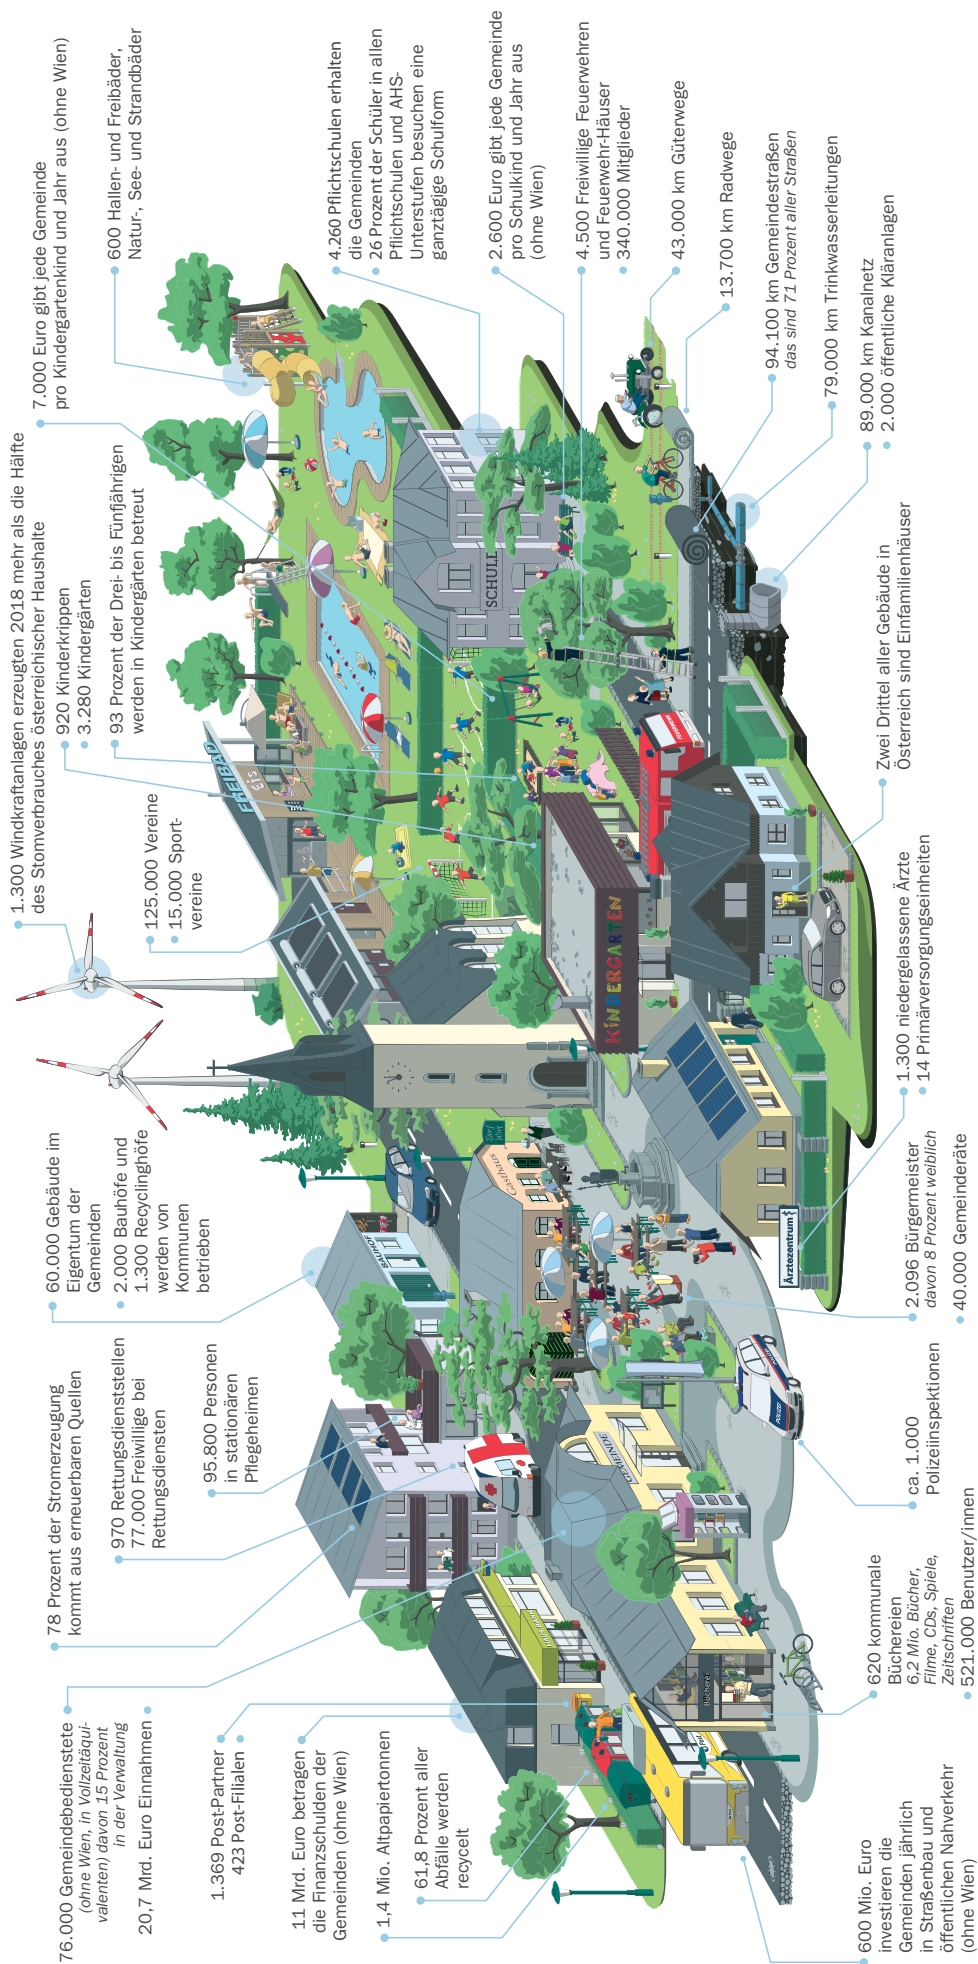 76.000 Gemeindebedienstete
(ohne Wien, in Vollzeitäqui-
valenten) davon 15 Prozent
in der Verwaltung
20,7 Mrd. Euro Einnahmen
78 Prozent der Stromerzeugung
kommt aus erneuerbaren Quellen
60.000 Gebäude im
Eigentum der
Gemeinden
2.000 Bauhöfe und
1.300 Recyclinghöfe
werden von
Kommunen
betrieben
1.300 Windkraftanlagen erzeugten 2018 mehr als die Hälfte
des Stomverbrauches österreichischer Haushalte
920 Kinderkrippen
3.280 Kindergärten
93 Prozent der Drei- bis Fünfjährigen
werden in Kindergärten betreut
7.000 Euro gibt jede Gemeinde
pro Kindergartenkind und Jahr aus (ohne Wien)
600 Hallen- und Freibäder,
Natur-, See- und Strandbäder
970 Rettungsdienststellen
77.000 Freiwillige bei
Rettungsdiensten
95.800 Personen
in stationären
Pflegeheimen
125.000 Vereine
15.000 Sport-
vereine
1.369 Post-Partner
423 Post-Filialen
11 Mrd. Euro betragen
die Finanzschulden der
Gemeinden (ohne Wien)
1,4 Mio. Altpapiertonnen
61,8 Prozent aller
Abfälle werden
recycelt
4.260 Pflichtschulen erhalten
die Gemeinden
26 Prozent der Schüler in allen
Pflichtschulen und AHS-
Unterstufen besuchen eine
ganztägige Schulform
2.600 Euro gibt jede Gemeinde
pro Schulkind und Jahr aus
(ohne Wien)
4.500 Freiwillige Feuerwehren
und Feuerwehr-Häuser
340.000 Mitglieder
43.000 km Güterwege
13.700 km Radwege
94.100 km Gemeindestraßen
das sind 71 Prozent aller Straßen
79.000 km Trinkwasserleitungen
89.000 km Kanalnetz
2.000 öffentliche Kläranlagen
FREIBAD
Eis
BAUHOF
Gasthaus
SCHULE
KINDERGARTEN
GEMEINDE
FEUERWEHR
Bücherei
Post
POLIZEI
Ärztezentrum
600 Mio. Euro
investieren die
Gemeinden jährlich
in Straßenbau und
öffentlichen Nahverkehr
(ohne Wien)
620 kommunale
Büchereien
6,2 Mio. Bücher,
Filme, CDs, Spiele,
Zeitschriften
521.000 Benutzer/innen
ca. 1.000
Polizeiinspektionen
2.096 Bürgermeister
davon 8 Prozent weiblich
40.000 Gemeinderäte
1.300 niedergelassene Ärzte
14 Primärversorgungseinheiten
Zwei Drittel aller Gebäude in
Österreich sind Einfamilienhäuser